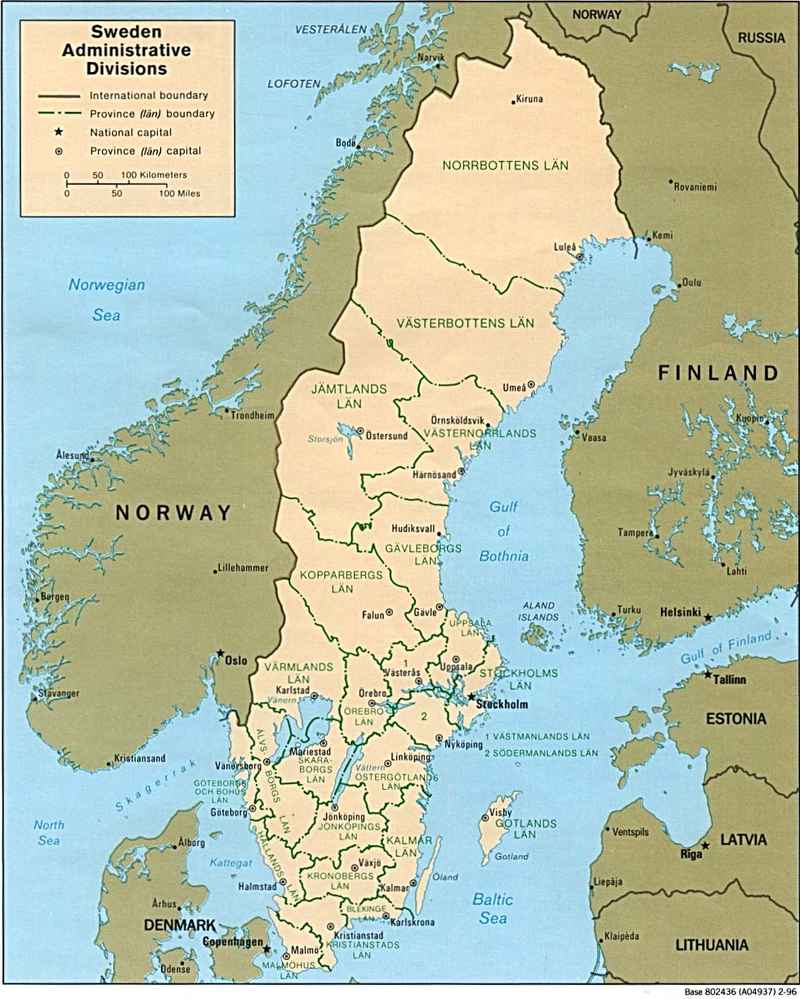 Sweden
Administrative
Divisions
International boundary
Province (län) boundary
National capital
Province (län) capital
0 50 100 Kilometers
0 50 100 Miles
NORWAY
RUSSIA
VESTERÅLEN
Narvik
LOFOTEN
Kiruna
Bodø
NORRBOTTENS LÄN
Rovaniemi
Kemi
Luleå
Oulu
Norwegian
Sea
VÄSTERBOTTENS LÄN
FINLAND
JÄMTLANDS
LÄN
Umeå
Trondheim
Örnsköldsvik
Kuopio
Storsjön
Östersund
VÄSTERNORRLANDS
LÄN
Vaasa
Ålesund
Härnösand
Jyväskylä
NORWAY
Gulf
of
Bothnia
Hudiksvall
Tampere
GÄVLEBORGS
LÄN
Lillehammer
KOPPARBERGS
LÄN
Lahti
Bergen
Falun
Gävle
ALAND
ISLANDS
Turku
Helsinki
UPPSALA
LÄN
Gulf of Finland
Oslo
VÄRMLANDS
LÄN
1
Uppsala
Västerås
STOCKHOLMS
LÄN
Tallinn
Stavanger
Karlstad
Vänern
Örebro
ÖREBRO
LÄN
Stockholm
2
ESTONIA
1 VÄSTMANLANDS LÄN
2 SÖDERMANLANDS LÄN
Nyköping
Mariestad
Kristiansand
Vänersborg
SKARA-
BORGS
LÄN
Vättern
Linköping
ÖSTERGÖTLANDS
LÄN
Skagerrak
ÄLVSBORGS LÄN
GÖTEBORGS
OCH BOHUS
LÄN
Göteborg
Jönköping
JÖNKÖPINGS
LÄN
Visby
GOTLANDS
LÄN
Gotland
North
Sea
Ålborg
Ventspils
LATVIA
Riga
KALMAR
LÄN
Kattegat
HALLANDS LÄN
Växjö
KRONOBERGS
LÄN
Halmstad
Kalmar
Öland
Liepāja
Baltic
Sea
Århus
BLEKINGE
LÄN
Karlskrona
DENMARK
Copenhagen
Kristianstad
KRISTIANSTADS
LÄN
Klaipėda
LITHUANIA
Malmö
MALMÖHUS
LÄN
Odense
Base 802436 (A04937) 2-96